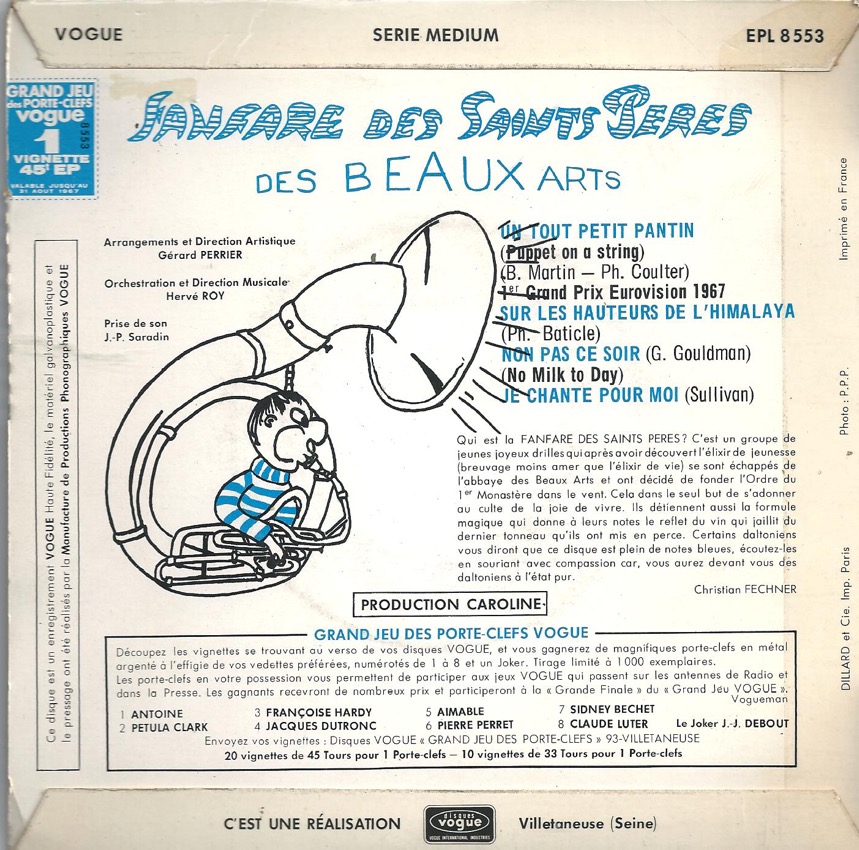 VOGUE SERIE MEDIUM EPL 8553
GRAND JEU
des PORTE-CLEFS
vogue
1
8553
VIGNETTE
45t EP
VALABLE JUSQU'AU
31 AOUT 1967
FANFARE DES SAINTS PERES
DES BEAUX ARTS
Arrangements et Direction Artistique
Gérard PERRIER
Orchestration et Direction Musicale
Hervé ROY
Prise de son
J.-P. Saradin
UN TOUT PETIT PANTIN
(Puppet on a string)
(B. Martin – Ph. Coulter)
1er Grand Prix Eurovision 1967
SUR LES HAUTEURS DE L'HIMALAYA
(Ph. Baticle)
NON PAS CE SOIR (G. Gouldman)
(No Milk to Day)
JE CHANTE POUR MOI (Sullivan)
Qui est la FANFARE DES SAINTS PERES? C'est un groupe de
jeunes joyeux drilles qui après avoir découvert l'élixir de jeunesse
(breuvage moins amer que l'élixir de vie) se sont échappés de
l'abbaye des Beaux Arts et ont décidé de fonder l'Ordre du
1er Monastère dans le vent. Cela dans le seul but de s'adonner
au culte de la joie de vivre. Ils détiennent aussi la formule
magique qui donne à leurs notes le reflet du vin qui jaillit du
dernier tonneau qu'ils ont mis en perce. Certains daltoniens
vous diront que ce disque est plein de notes bleues, écoutez-les
en souriant avec compassion car, vous aurez devant vous des
daltoniens à l'état pur.
Christian FECHNER
PRODUCTION CAROLINE
GRAND JEU DES PORTE-CLEFS VOGUE
Découpez les vignettes se trouvant au verso de vos disques VOGUE, et vous gagnerez de magnifiques porte-clefs en métal
argenté à l'effigie de vos vedettes préférées, numérotés de 1 à 8 et un Joker. Tirage limité à 1000 exemplaires.
Les porte-clefs en votre possession vous permettent de participer aux jeux VOGUE qui passent sur les antennes de Radio et
dans la Presse. Les gagnants recevront de nombreux prix et participeront à la « Grande Finale » du « Grand Jeu VOGUE ».
Vogueman
1 ANTOINE 3 FRANÇOISE HARDY 5 AIMABLE 7 SIDNEY BECHET
2 PETULA CLARK 4 JACQUES DUTRONC 6 PIERRE PERRET 8 CLAUDE LUTER Le Joker J.-J. DEBOUT
Envoyez vos vignettes : Disques VOGUE « GRAND JEU DES PORTE-CLEFS » 93-VILLETANEUSE
20 vignettes de 45 Tours pour 1 Porte-clefs – 10 vignettes de 33 Tours pour 1 Porte-clefs
Ce disque est un enregistrement VOGUE Haute Fidélité, le matériel galvanoplastique et
le pressage ont été réalisés par la Manufacture de Productions Phonographiques VOGUE
Imprimé en France
Photo : P.P.P.
DILLARD et Cie. Imp. Paris
C'EST UNE RÉALISATION
disques
vogue
VOGUE INTERNATIONAL INDUSTRIES
Villetaneuse (Seine)